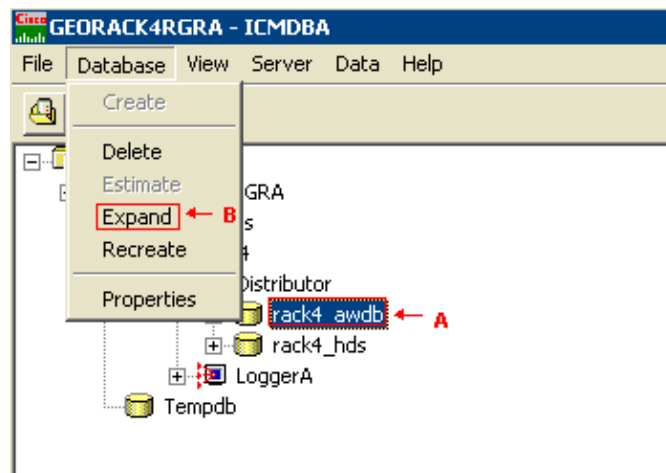 Cisco
GEORACK4RGRA - ICMDBA
File Database View Server Data Help
Create
Delete
Estimate
GRA
Expand
B
s
Recreate
4
Distributor
Properties
rack4_awdb
A
rack4_hds
LoggerA
Tempdb